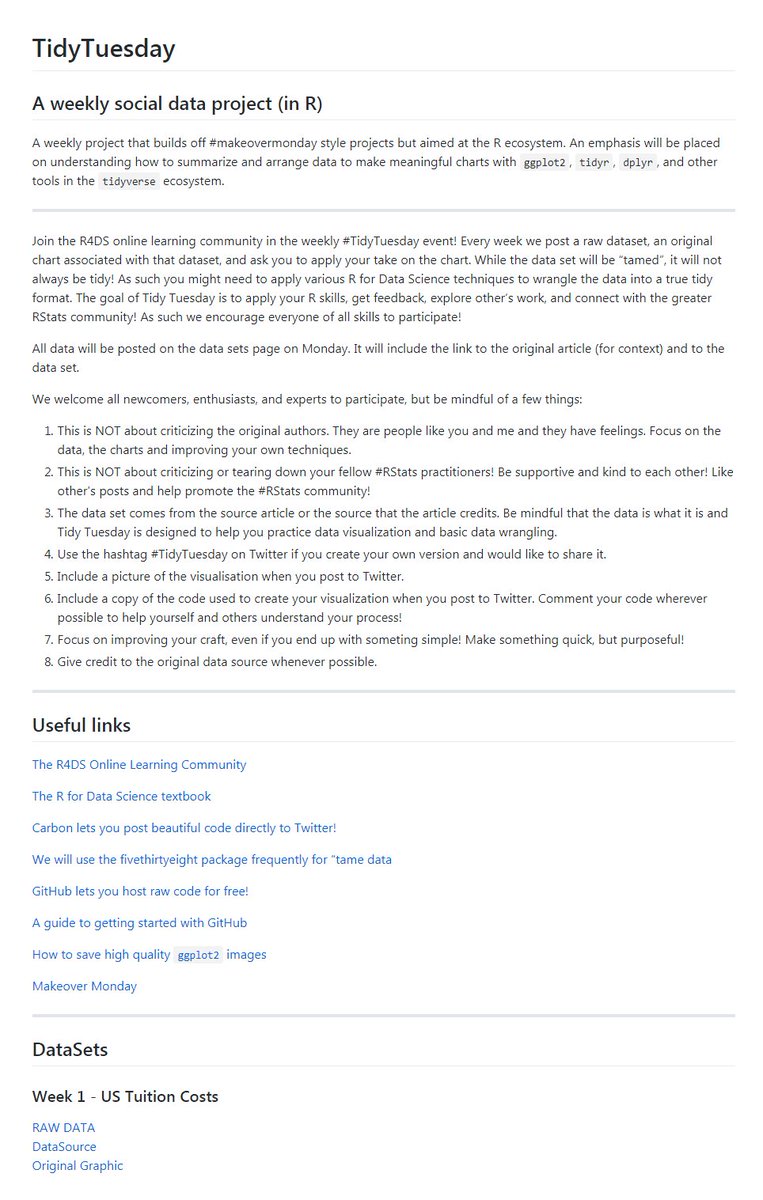 TidyTuesday
A weekly social data project (in R)
A weekly project that builds off #makeovermonday style projects but aimed at the R ecosystem. An emphasis will be placed
on understanding how to summarize and arrange data to make meaningful charts with ggplot2, tidyr, dplyr, and other
tools in the tidyverse ecosystem.
Join the R4DS online learning community in the weekly #TidyTuesday event! Every week we post a raw dataset, an original
chart associated with that dataset, and ask you to apply your take on the chart. While the data set will be “tamed”, it will not
always be tidy! As such you might need to apply various R for Data Science techniques to wrangle the data into a true tidy
format. The goal of Tidy Tuesday is to apply your R skills, get feedback, explore other’s work, and connect with the greater
RStats community! As such we encourage everyone of all skills to participate!
All data will be posted on the data sets page on Monday. It will include the link to the original article (for context) and to the
data set.
We welcome all newcomers, enthusiasts, and experts to participate, but be mindful of a few things:
1. This is NOT about criticizing the original authors. They are people like you and me and they have feelings. Focus on the
data, the charts and improving your own techniques.
2. This is NOT about criticizing or tearing down your fellow #RStats practitioners! Be supportive and kind to each other! Like
other's posts and help promote the #RStats community!
3. The data set comes from the source article or the source that the article credits. Be mindful that the data is what it is and
Tidy Tuesday is designed to help you practice data visualization and basic data wrangling.
4. Use the hashtag #TidyTuesday on Twitter if you create your own version and would like to share it.
5. Include a picture of the visualisation when you post to Twitter.
6. Include a copy of the code used to create your visualization when you post to Twitter. Comment your code wherever
possible to help yourself and others understand your process!
7. Focus on improving your craft, even if you end up with someting simple! Make something quick, but purposeful!
8. Give credit to the original data source whenever possible.
Useful links
The R4DS Online Learning Community
The R for Data Science textbook
Carbon lets you post beautiful code directly to Twitter!
We will use the fivethirtyeight package frequently for "tame data
GitHub lets you host raw code for free!
A guide to getting started with GitHub
How to save high quality ggplot2 images
Makeover Monday
DataSets
Week 1 - US Tuition Costs
RAW DATA
DataSource
Original Graphic